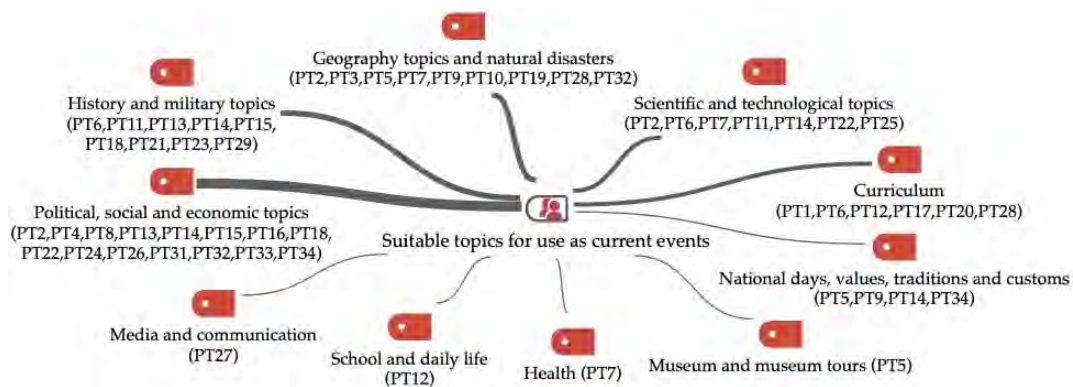 Geography topics and natural disasters
(PT2,PT3,PT5,PT7,PT9,PT10,PT19,PT28,PT32)
History and military topics
(PT6,PT11,PT13,PT14,PT15,
PT18,PT21,PT23,PT29)
Scientific and technological topics
(PT2,PT6,PT7,PT11,PT14,PT22,PT25)
Curriculum
(PT1,PT6,PT12,PT17,PT20,PT28)
Political, social and economic topics
(PT2,PT4,PT8,PT13,PT14,PT15,PT16,PT18,
PT22,PT24,PT26,PT31,PT32,PT33,PT34)
Suitable topics for use as current events
National days, values, traditions and customs
(PT5,PT9,PT14,PT34)
Media and communication
(PT27)
School and daily life
(PT12)
Health (PT7)
Museum and museum tours (PT5)